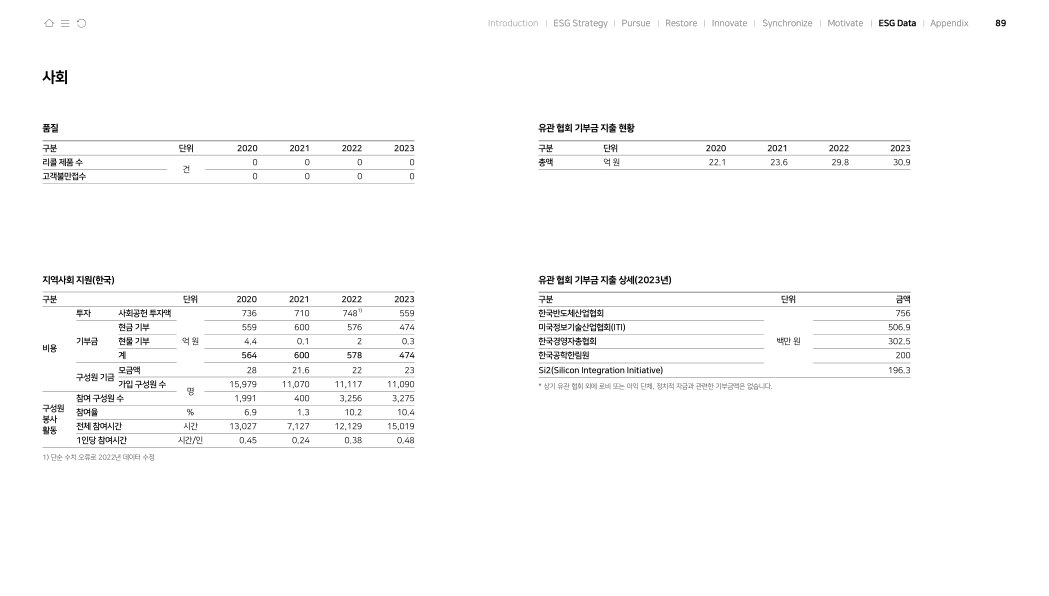 Introduction | ESG Strategy | Pursue | Restore | Innovate | Synchronize | Motivate | ESG Data | Appendix 89
사회
품질
구분 단위 2020 2021 2022 2023
리콜 제품 수 건 0 0 0 0
고객불만접수 0 0 0 0
유관 협회 기부금 지출 현황
구분 단위 2020 2021 2022 2023
총액 억 원 22.1 23.6 29.8 30.9
지역사회 지원(한국)
구분 단위 2020 2021 2022 2023
비용 투자 사회공헌 투자액 억 원 736 710 748¹⁾ 559
기부금 현금 기부 559 600 576 474
현물 기부 4.4 0.1 2 0.3
계 564 600 578 474
구성원 기금 모금액 28 21.6 22 23
가입 구성원 수 명 15,979 11,070 11,117 11,090
구성원 봉사 활동 참여 구성원 수 1,991 400 3,256 3,275
참여율 % 6.9 1.3 10.2 10.4
전체 참여시간 시간 13,027 7,127 12,129 15,019
1인당 참여시간 시간/인 0.45 0.24 0.38 0.48
1) 단순 수치 오류로 2022년 데이터 수정
유관 협회 기부금 지출 상세(2023년)
구분 단위 금액
한국반도체산업협회 백만 원 756
미국정보기술산업협회(ITI) 506.9
한국경영자총협회 302.5
한국공학한림원 200
Si2(Silicon Integration Initiative) 196.3
* 상기 유관 협회 외에 로비 또는 이익 단체, 정치적 자금과 관련한 기부금액은 없습니다.